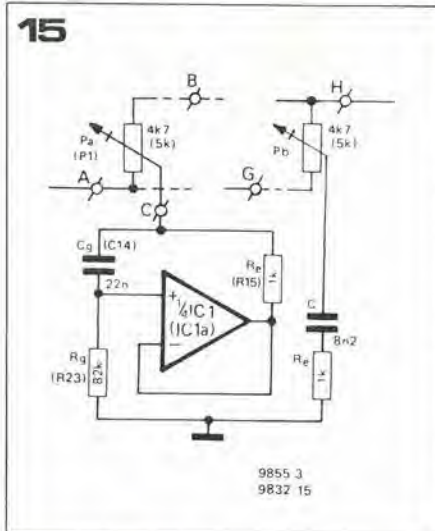 15
B
H
4k7
(5k)
Pa
(P1)
4k7
(5k)
Pb
A
G
C
Cg (C14)
22n
Re
(R15)
1k
+
¼IC1
(IC1a)
−
C
8n2
Rg
(R23)
82k
Re
1k
9855 3
9832 15